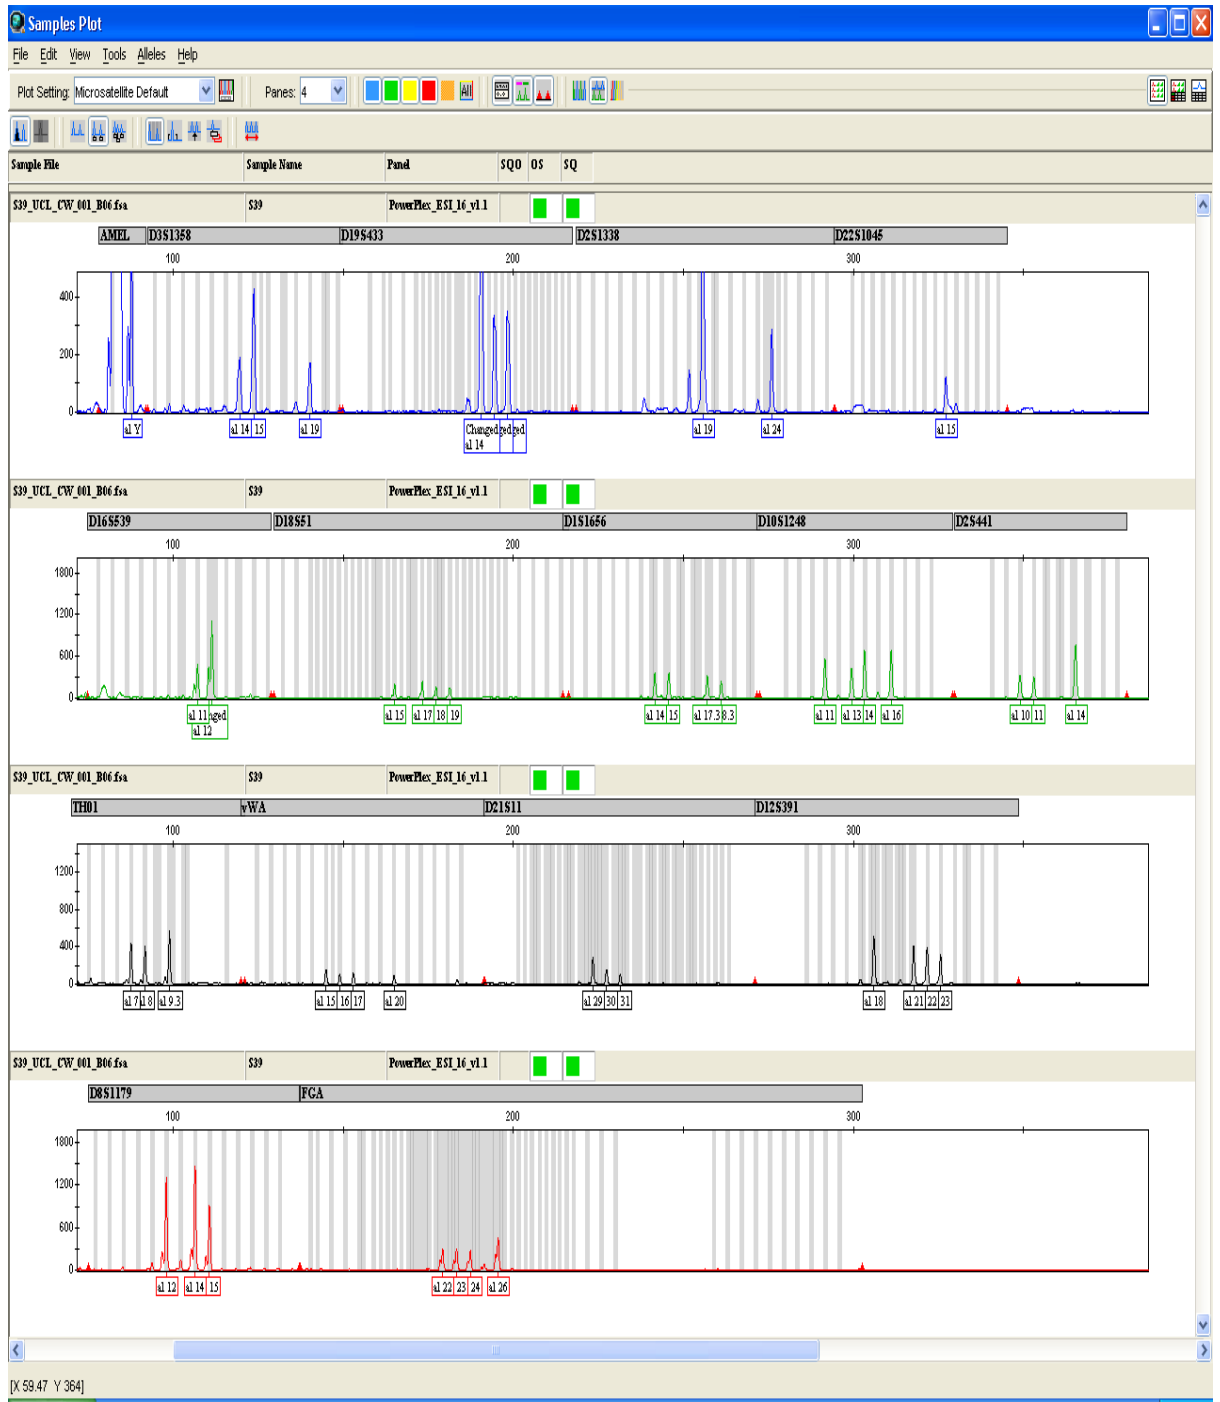 Samples Plot
File Edit View Tools Alleles Help
Plot Setting: Microsatellite Default Panes: 4 All
Sample File Sample Name Panel SQO OS SQ
S39_UCL_CW_001_B06.fsa S39 PowerPlex_ESI_16_v1.1
AMEL D3S1358 D19S433 D2S1338 D22S1045
100 200 300
400
200
0
al Y al 14 15 al 19 Changed ged ged al 19 al 24 al 15
al 14
S39_UCL_CW_001_B06.fsa S39 PowerPlex_ESI_16_v1.1
D16S539 D18S51 D1S1656 D10S1248 D2S441
100 200 300
1800
1200
600
0
al 11 nged al 15 al 17 18 19 al 14 15 al 17.3 8.3 al 11 al 13 14 al 16 al 10 11 al 14
al 12
S39_UCL_CW_001_B06.fsa S39 PowerPlex_ESI_16_v1.1
TH01 vWA D21S11 D12S391
100 200 300
1200
800
400
0
al 7 al 8 al 9.3 al 15 16 17 al 20 al 29 30 31 al 18 al 21 22 23
S39_UCL_CW_001_B06.fsa S39 PowerPlex_ESI_16_v1.1
D8S1179 FGA
100 200 300
1800
1200
600
0
al 12 al 14 15 al 22 23 24 al 26
[X 59.47 Y 364]